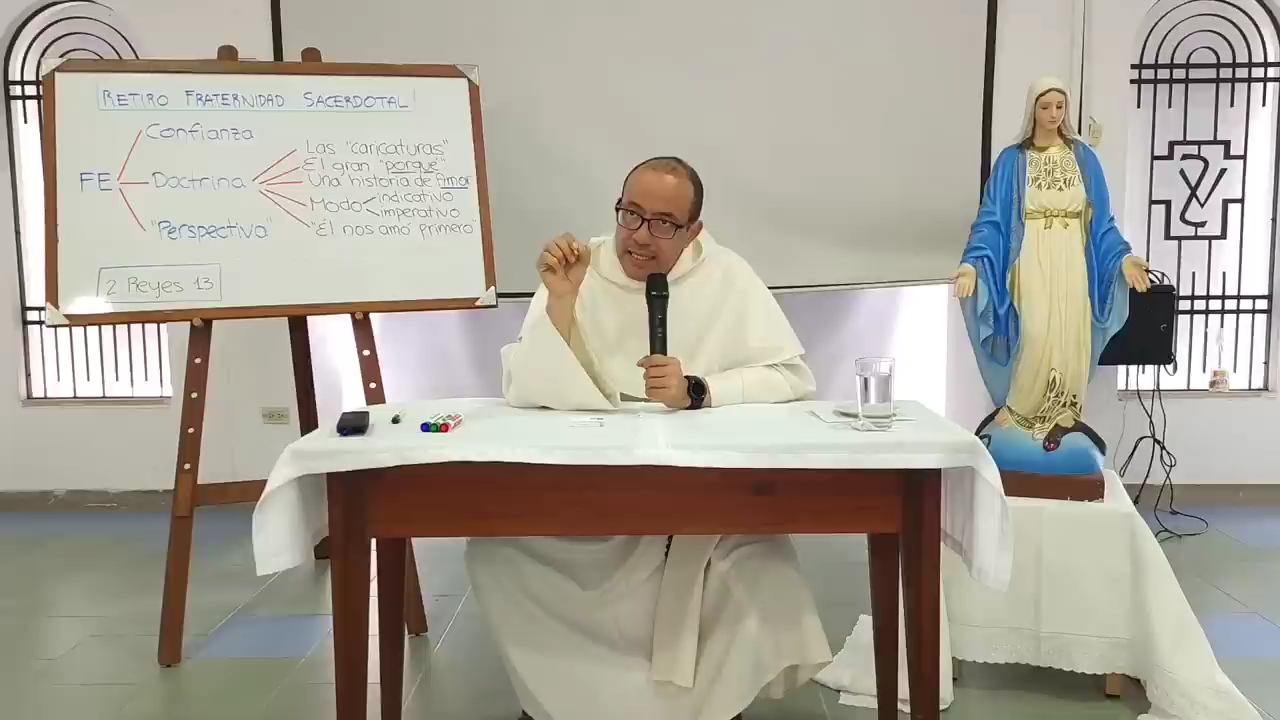 RETIRO FRATERNIDAD SACERDOTAL
Confianza
FE
Doctrina
"Perspectiva"
Las "caricaturas"
El gran "porqué"
Una historia de Amor
Modo
indicativo
imperativo
"Él nos amó primero"
2 Reyes 13